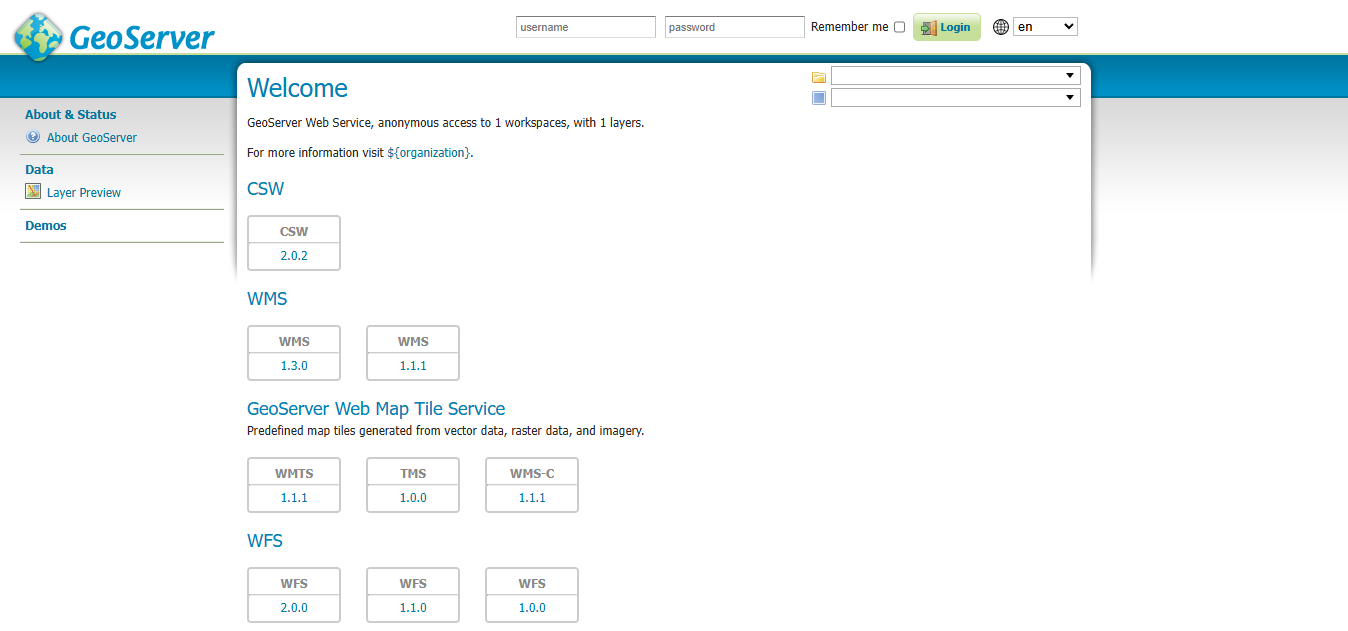 GeoServer
username
password
Remember me
Login
en
About & Status
About GeoServer
Data
Layer Preview
Demos
Welcome
GeoServer Web Service, anonymous access to 1 workspaces, with 1 layers.
For more information visit ${organization}.
CSW
CSW
2.0.2
WMS
WMS WMS
1.3.0 1.1.1
GeoServer Web Map Tile Service
Predefined map tiles generated from vector data, raster data, and imagery.
WMTS TMS WMS-C
1.1.1 1.0.0 1.1.1
WFS
WFS WFS WFS
2.0.0 1.1.0 1.0.0